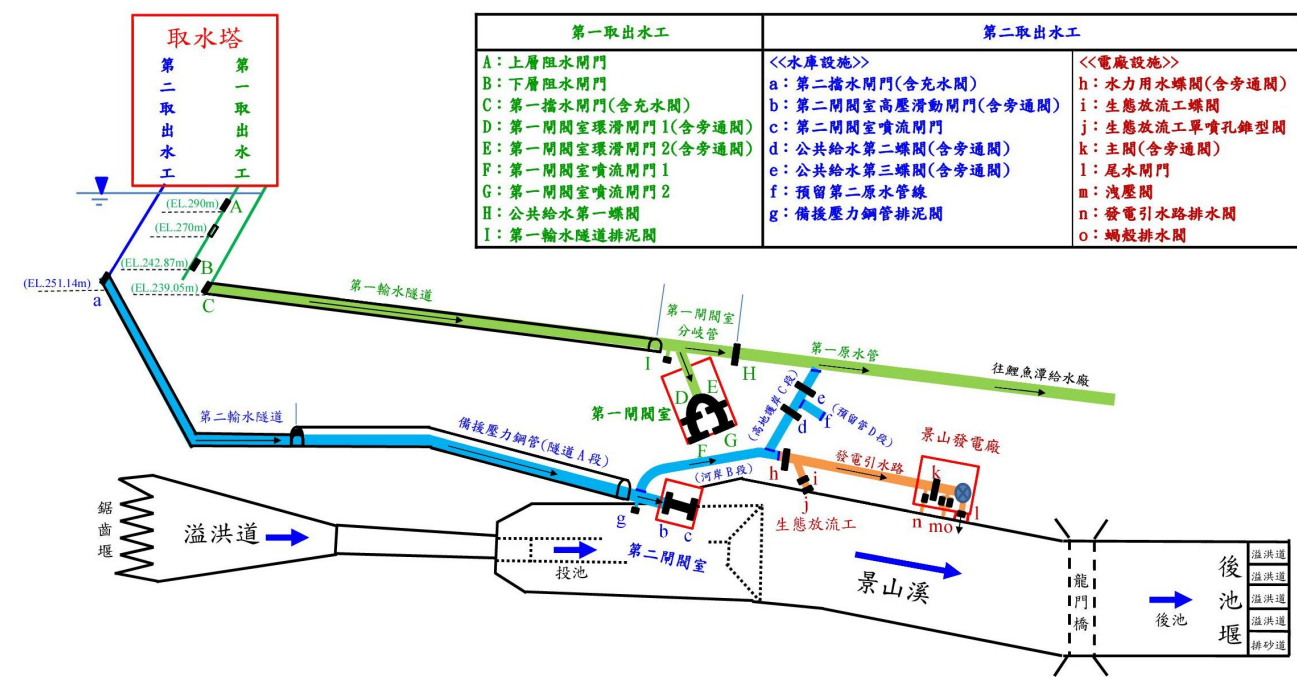 取水塔
第二取出水工
第一取出水工
第一取出水工
A：上層阻水閘門
B：下層阻水閘門
C：第一擋水閘門(含充水閥)
D：第一閘閥室環滑閘門1(含旁通閥)
E：第一閘閥室環滑閘門2(含旁通閥)
F：第一閘閥室噴流閘門1
G：第一閘閥室噴流閘門2
H：公共給水第一蝶閥
I：第一輸水隧道排泥閥
第二取出水工
<<水庫設施>>
a：第二擋水閘門(含充水閥)
b：第二閘閥室高壓滑動閘門(含旁通閥)
c：第二閘閥室噴流閘門
d：公共給水第二蝶閥(含旁通閥)
e：公共給水第三蝶閥(含旁通閥)
f：預留第二原水管線
g：備援壓力鋼管排泥閥
<<電廠設施>>
h：水力用水蝶閥(含旁通閥)
i：生態放流工蝶閥
j：生態放流工單噴孔錐型閥
k：主閥(含旁通閥)
l：尾水閘門
m：洩壓閥
n：發電引水路排水閥
o：蝸殼排水閥
(EL.290m)
A
(EL.270m)
(EL.242.87m)
B
(EL.251.14m)
a
(EL.239.05m)
C
第一輸水隧道
第一閘閥室
分岐管
I
H
第一原水管
往鯉魚潭給水廠
D
E
F
G
第一閘閥室
(高地護岸C段)
e
d
f
(預留管D段)
第二輸水隧道
備援壓力鋼管(隧道A段)
(河岸B段)
g
b
c
第二閘閥室
h
i
j
生態放流工
發電引水路
景山發電廠
k
l
n
m
o
鋸齒堰
溢洪道
投池
景山溪
龍門橋
後池
後池堰
溢洪道
溢洪道
溢洪道
溢洪道
排砂道